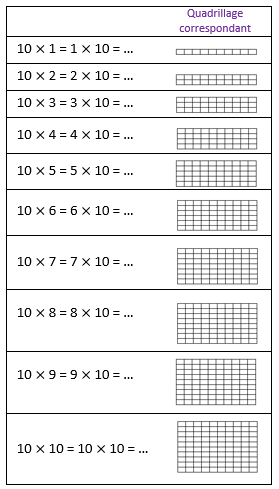 Quadrillage
correspondant
10 × 1 = 1 × 10 = ...
10 × 2 = 2 × 10 = ...
10 × 3 = 3 × 10 = ...
10 × 4 = 4 × 10 = ...
10 × 5 = 5 × 10 = ...
10 × 6 = 6 × 10 = ...
10 × 7 = 7 × 10 = ...
10 × 8 = 8 × 10 = ...
10 × 9 = 9 × 10 = ...
10 × 10 = 10 × 10 = ...